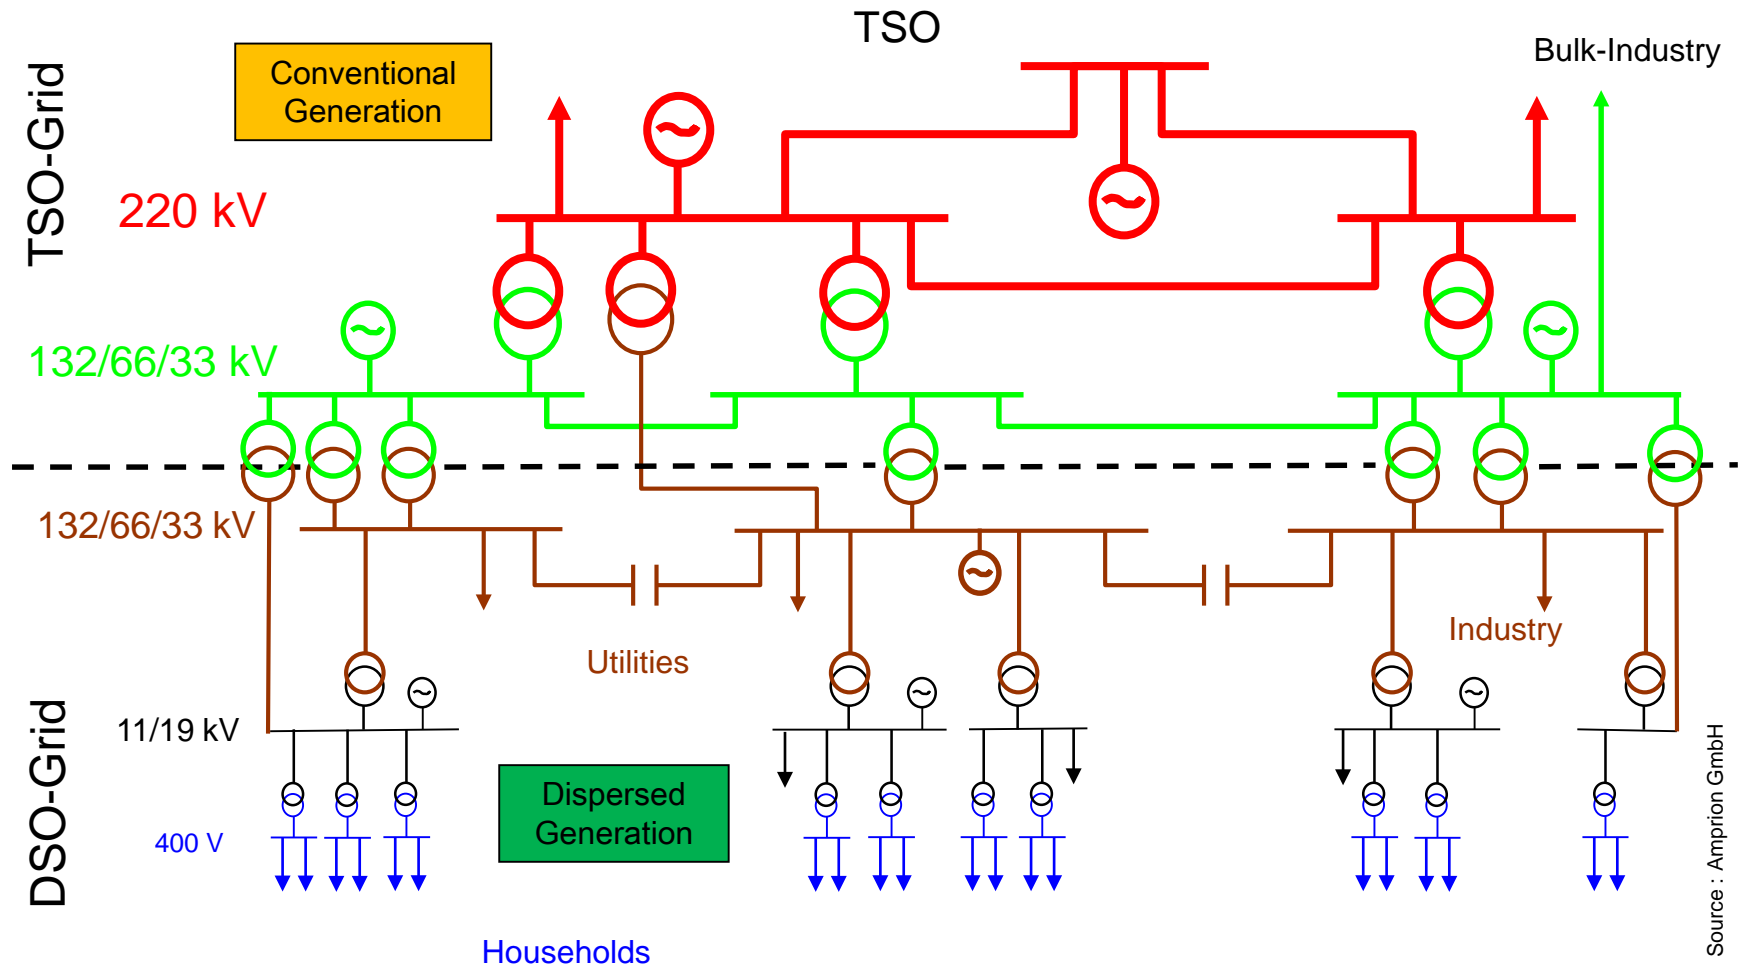 TSO
Bulk-Industry
Conventional
Generation
TSO-Grid
220 kV
132/66/33 kV
132/66/33 kV
Industry
Utilities
11/19 kV
DSO-Grid
Dispersed
Generation
400 V
Households
Source : Amprion GmbH